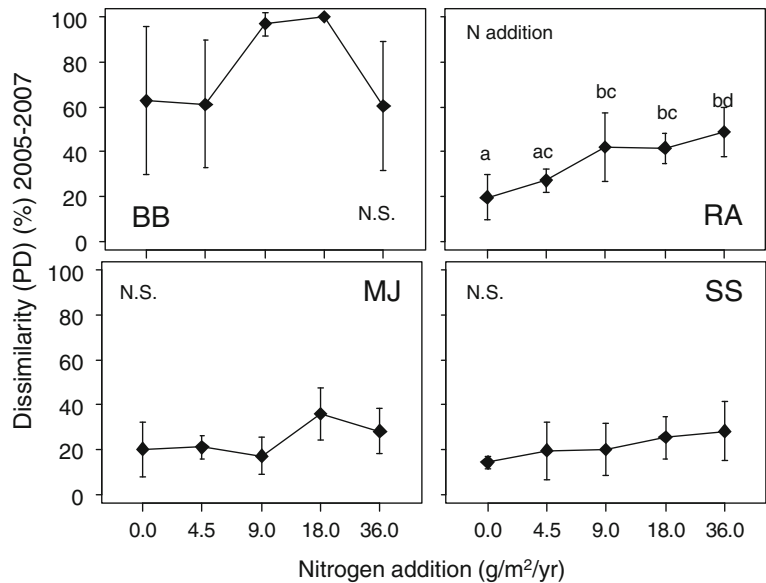 Dissimilarity (PD) (%) 2005-2007
100
80
60
40
20
0
BB
N.S.
N addition
a
ac
bc
bc
bd
RA
100
80
60
40
20
0
N.S.
MJ
N.S.
SS
0.0 4.5 9.0 18.0 36.0
0.0 4.5 9.0 18.0 36.0
Nitrogen addition (g/m²/yr)